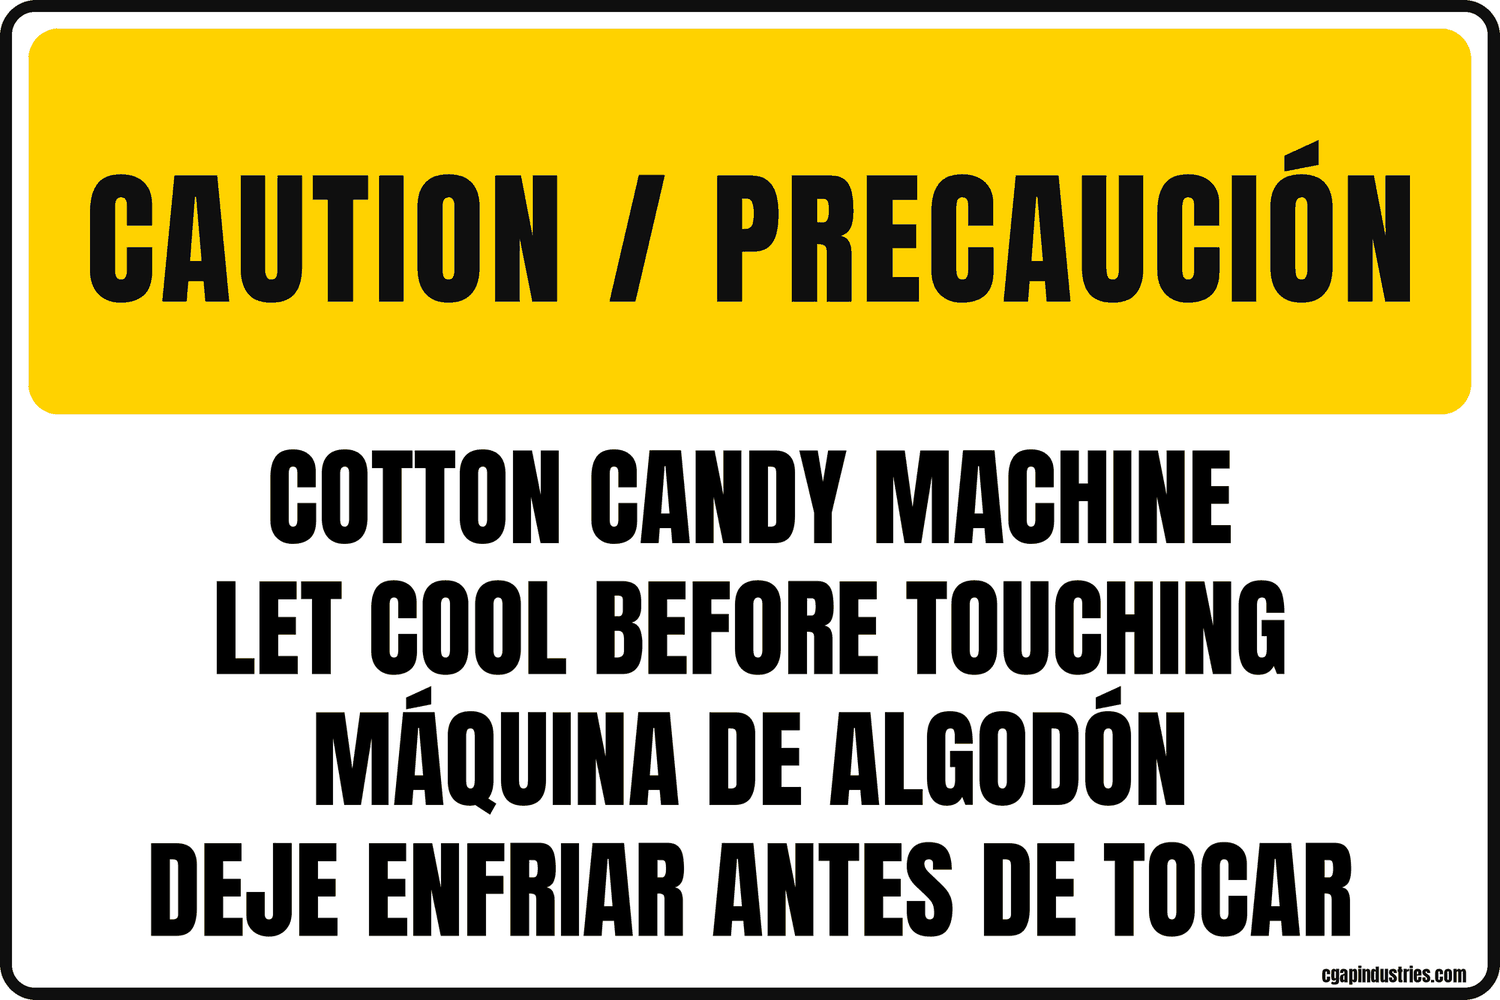 CAUTION / PRECAUCIÓN
COTTON CANDY MACHINE
LET COOL BEFORE TOUCHING
MÁQUINA DE ALGODÓN
DEJE ENFRIAR ANTES DE TOCAR
cgapindustries.com